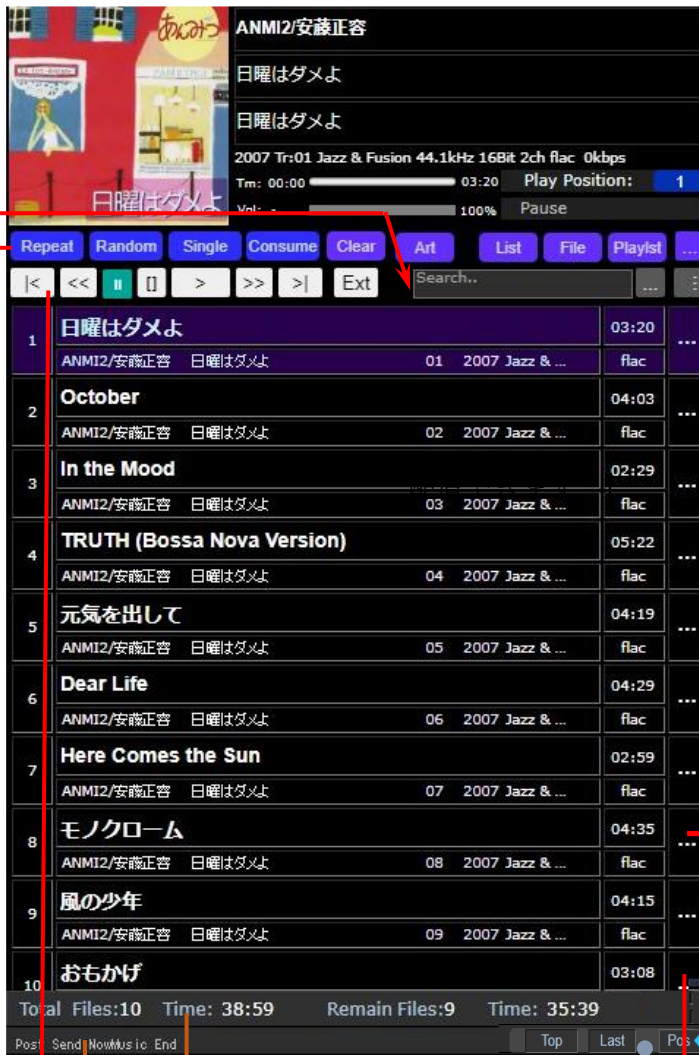 あんみつ
日曜はダメよ
ANMI2/安藤正容
日曜はダメよ
日曜はダメよ
2007 Tr:01 Jazz & Fusion 44.1kHz 16Bit 2ch flac 0kbps
Tm: 00:00 03:20 Play Position: 1
Vol: - 100% Pause
Repeat Random Single Consume Clear Art List File Playlst ...
|< << II [] > >> >| Ext Search.. ...
1 日曜はダメよ 03:20 ...
ANMI2/安藤正容 日曜はダメよ 01 2007 Jazz & ... flac
2 October 04:03 ...
ANMI2/安藤正容 日曜はダメよ 02 2007 Jazz & ... flac
3 In the Mood 02:29 ...
ANMI2/安藤正容 日曜はダメよ 03 2007 Jazz & ... flac
4 TRUTH (Bossa Nova Version) 05:22 ...
ANMI2/安藤正容 日曜はダメよ 04 2007 Jazz & ... flac
5 元気を出して 04:19 ...
ANMI2/安藤正容 日曜はダメよ 05 2007 Jazz & ... flac
6 Dear Life 04:29 ...
ANMI2/安藤正容 日曜はダメよ 06 2007 Jazz & ... flac
7 Here Comes the Sun 02:59 ...
ANMI2/安藤正容 日曜はダメよ 07 2007 Jazz & ... flac
8 モノクローム 04:35 ...
ANMI2/安藤正容 日曜はダメよ 08 2007 Jazz & ... flac
9 風の少年 04:15 ...
ANMI2/安藤正容 日曜はダメよ 09 2007 Jazz & ... flac
10 おもかげ 03:08
Total Files:10 Time: 38:59 Remain Files:9 Time: 35:39
Post Send NowMusic End Top Last Pos